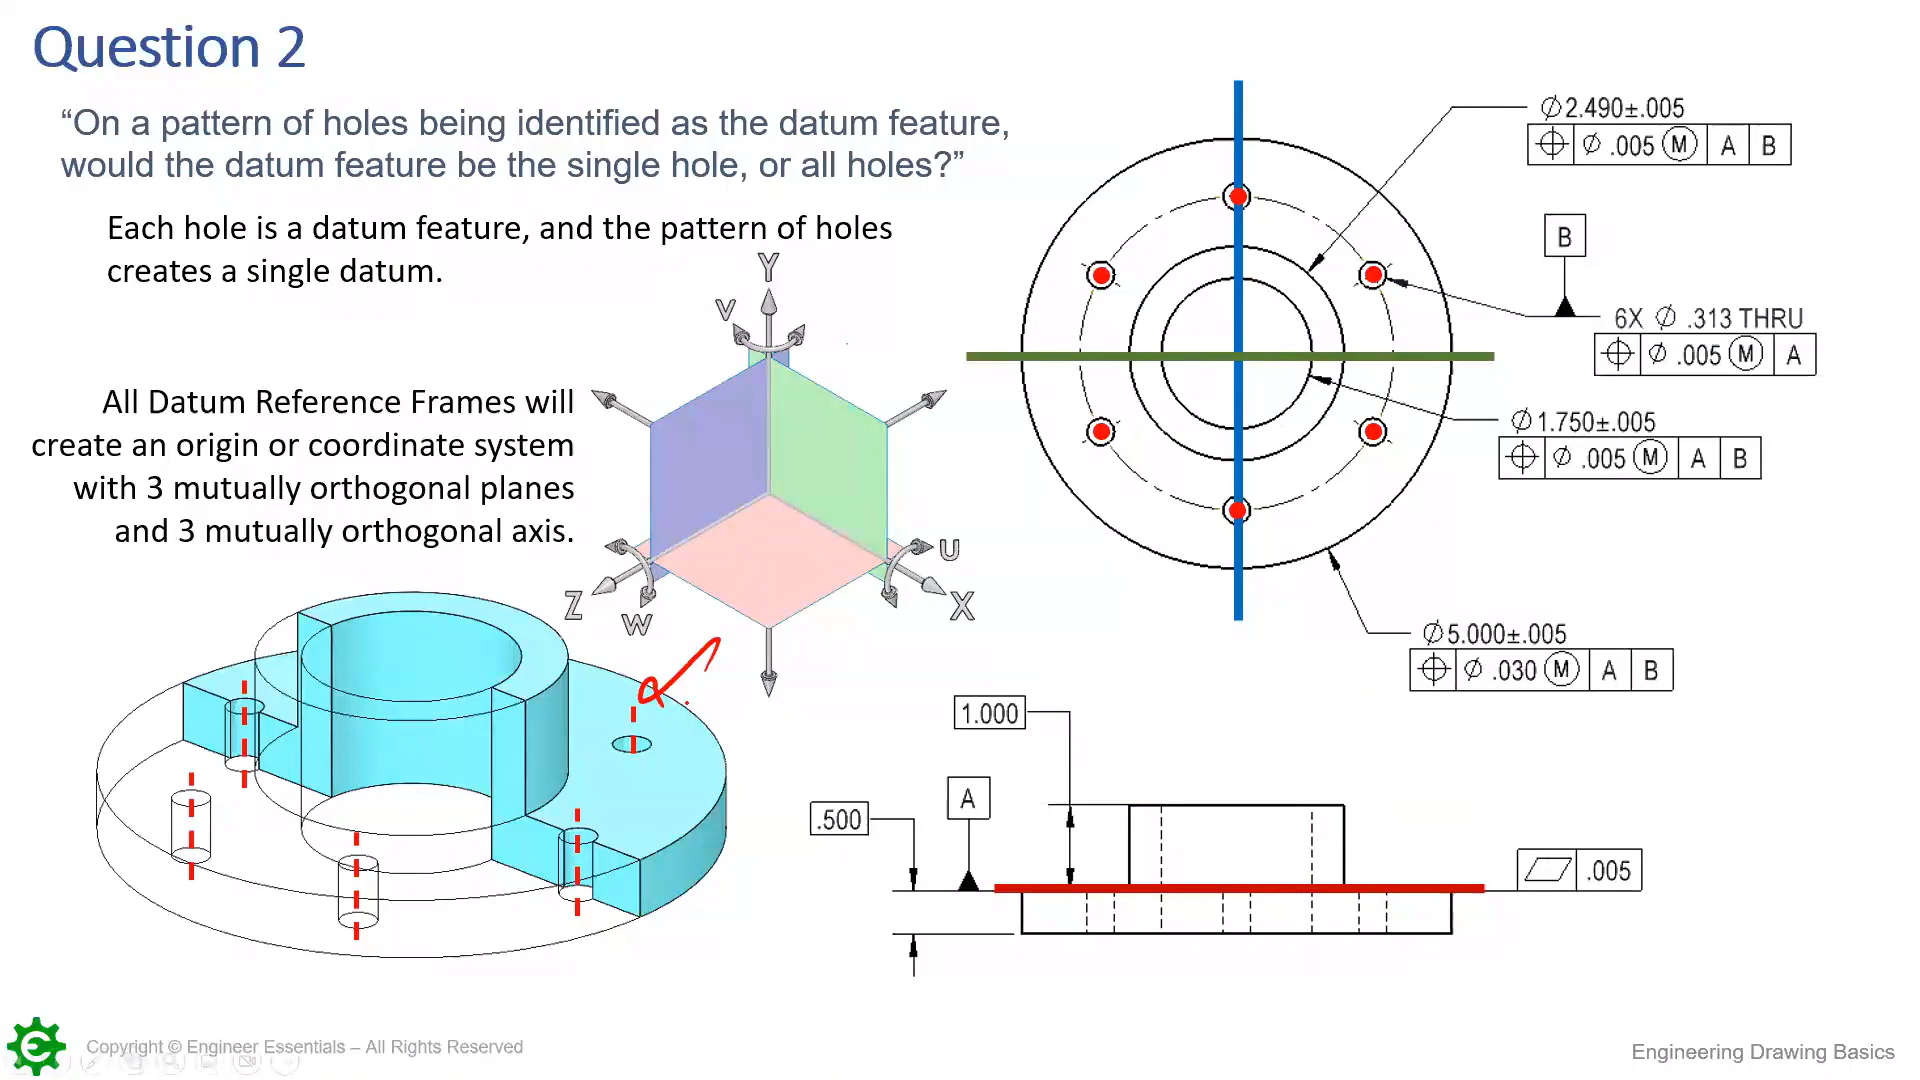 Question 2
“On a pattern of holes being identified as the datum feature,
would the datum feature be the single hole, or all holes?”
Each hole is a datum feature, and the pattern of holes
creates a single datum.
All Datum Reference Frames will
create an origin or coordinate system
with 3 mutually orthogonal planes
and 3 mutually orthogonal axis.
Y
V
U
X
Z
W
∅2.490±.005
⌖ ∅ .005 Ⓜ A B
B
6X ∅ .313 THRU
⌖ ∅ .005 Ⓜ A
∅1.750±.005
⌖ ∅ .005 Ⓜ A B
∅5.000±.005
⌖ ∅ .030 Ⓜ A B
1.000
A
.500
⏥ .005
Copyright © Engineer Essentials – All Rights Reserved
Engineering Drawing Basics